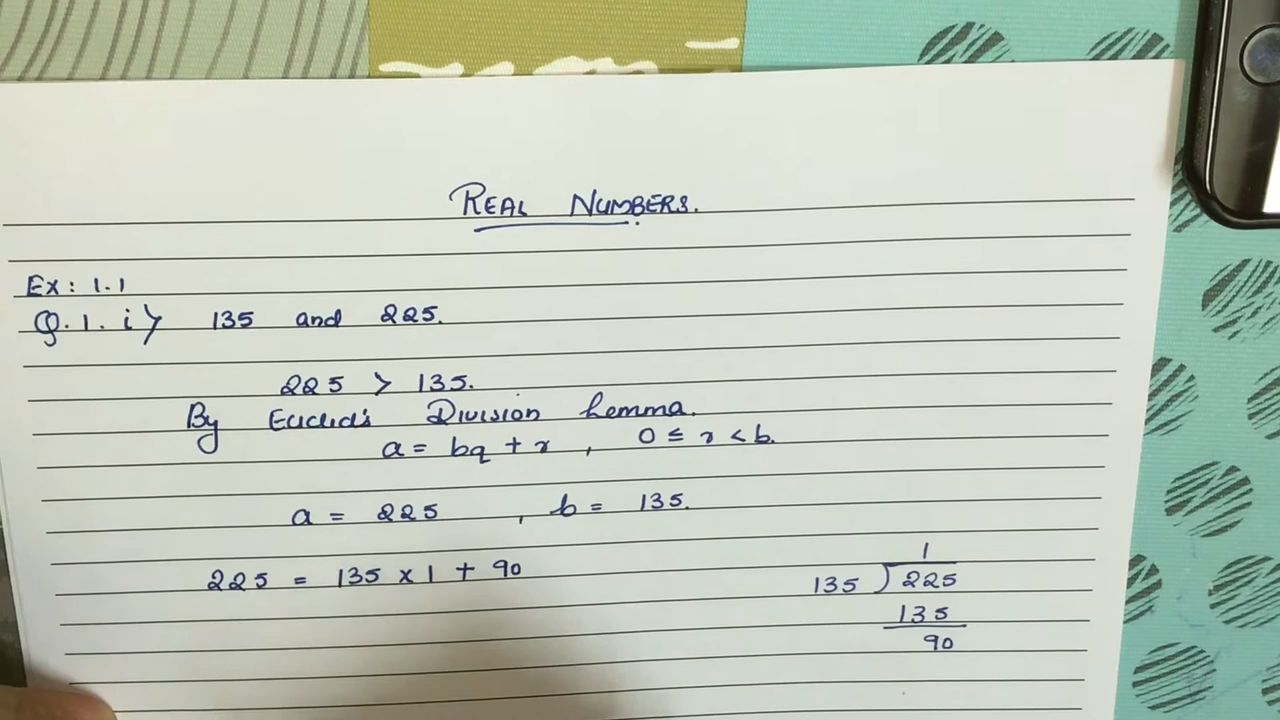 REAL NUMBERS.
Ex: 1.1
Q.1. i> 135 and 225.
225 > 135.
By Euclid's Division Lemma.
a = bq + r , 0 ≤ r < b.
a = 225 , b = 135.
225 = 135 x 1 + 90
1
135 ) 225
135
90